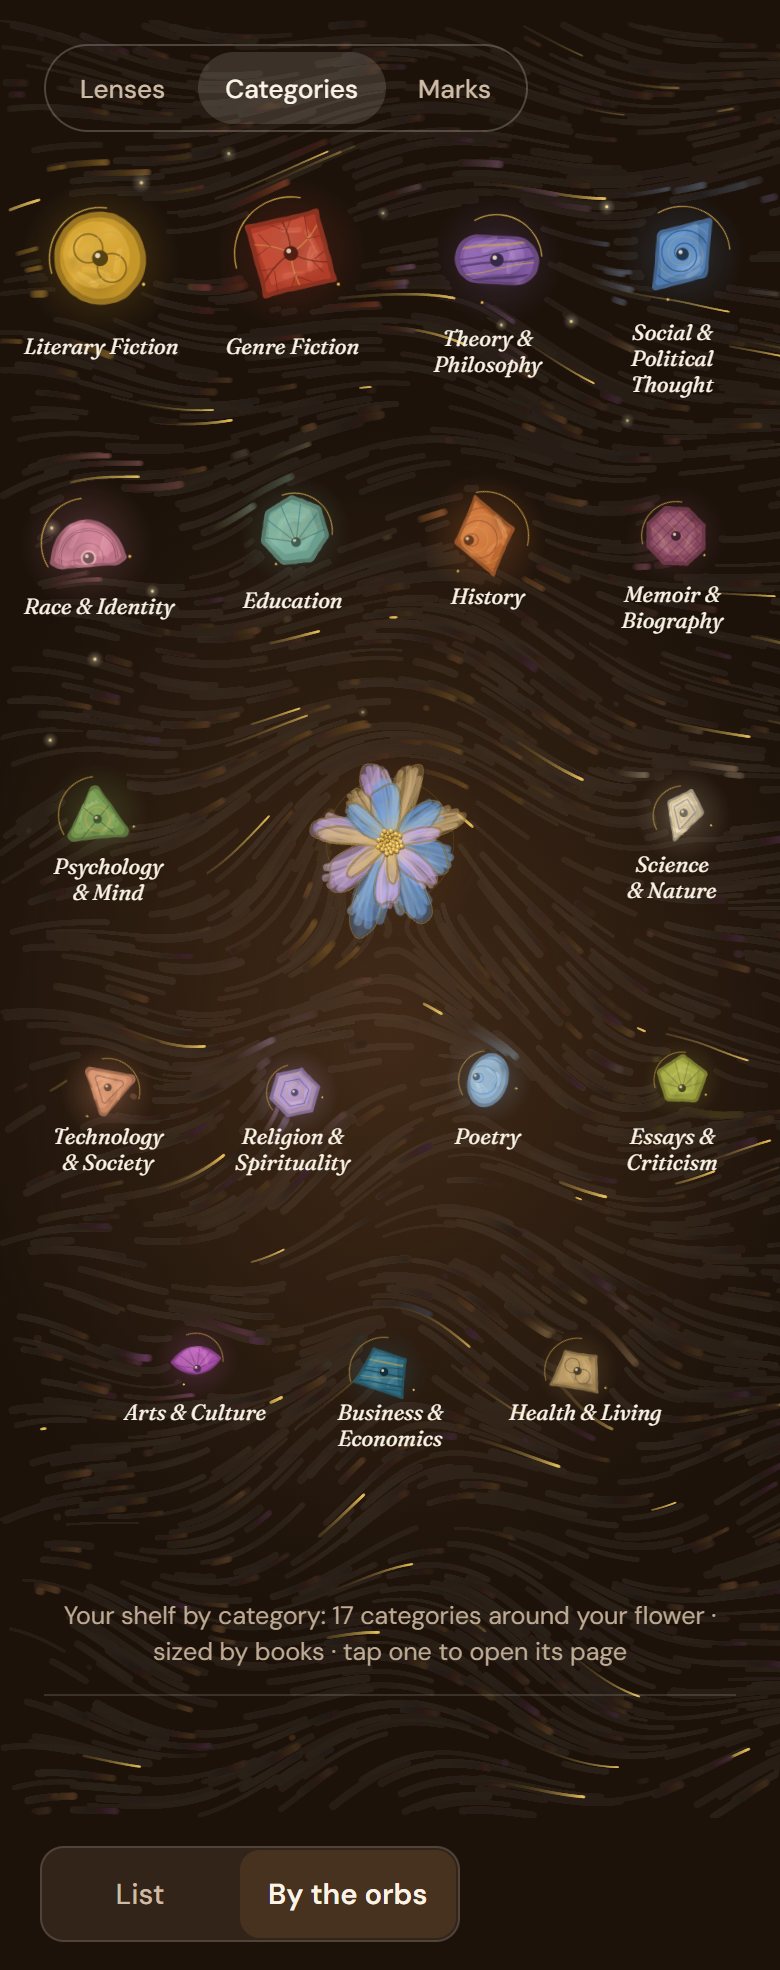 Lenses Categories Marks
Literary Fiction
Genre Fiction
Theory &
Philosophy
Social &
Political
Thought
Race & Identity
Education
History
Memoir &
Biography
Psychology
& Mind
Science
& Nature
Technology
& Society
Religion &
Spirituality
Poetry
Essays &
Criticism
Arts & Culture
Business &
Economics
Health & Living
Your shelf by category: 17 categories around your flower ·
sized by books · tap one to open its page
List By the orbs